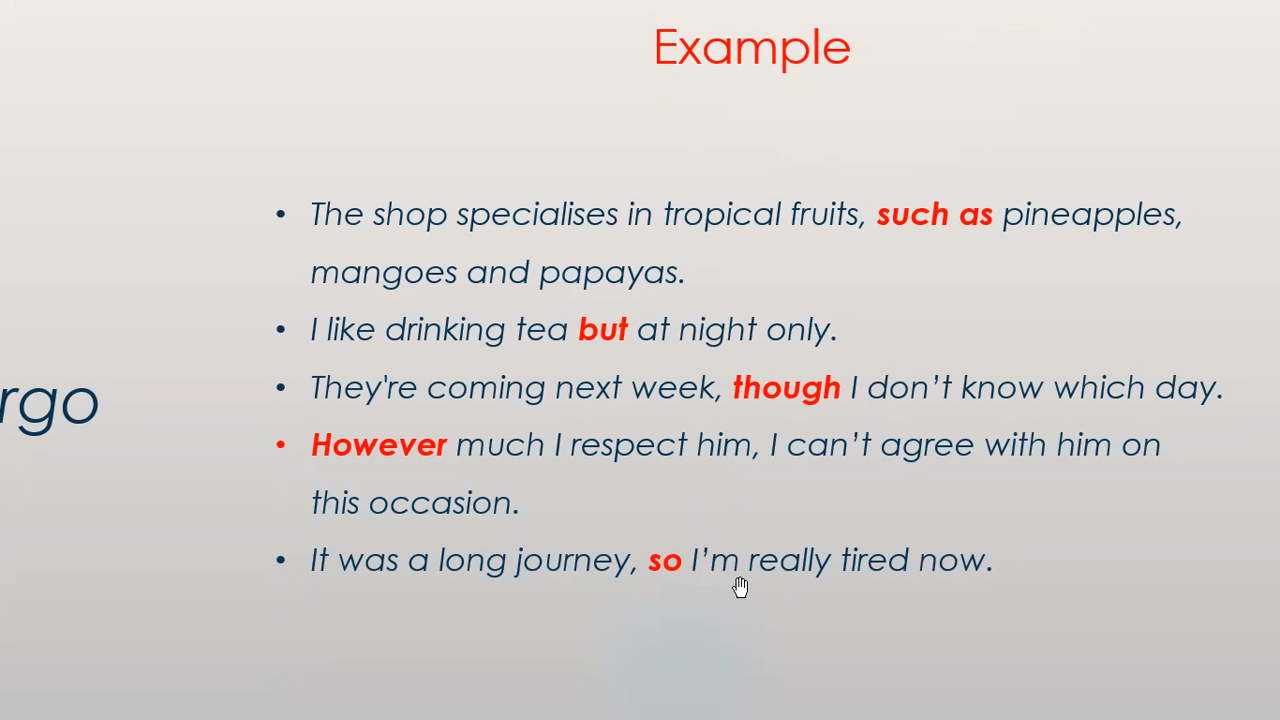 Example
• The shop specialises in tropical fruits, such as pineapples,
mangoes and papayas.
• I like drinking tea but at night only.
• They're coming next week, though I don’t know which day.
rgo
• However much I respect him, I can’t agree with him on
this occasion.
• It was a long journey, so I’m really tired now.